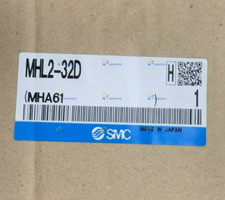 MHL2-32D
H
(MHA61 )
1
SMC
MADE IN JAPAN